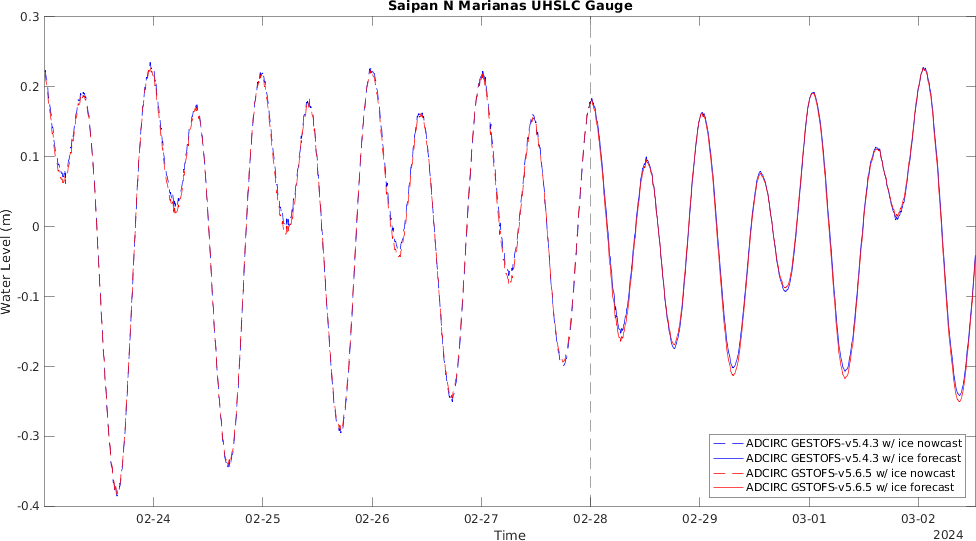 Saipan N Marianas UHSLC Gauge
0.3
0.2
0.1
0
-0.1
-0.2
-0.3
-0.4
Water Level (m)
ADCIRC GESTOFS-v5.4.3 w/ ice nowcast
ADCIRC GESTOFS-v5.4.3 w/ ice forecast
ADCIRC GSTOFS-v5.6.5 w/ ice nowcast
ADCIRC GSTOFS-v5.6.5 w/ ice forecast
02-24 02-25 02-26 02-27 02-28 02-29 03-01 03-02
Time
2024